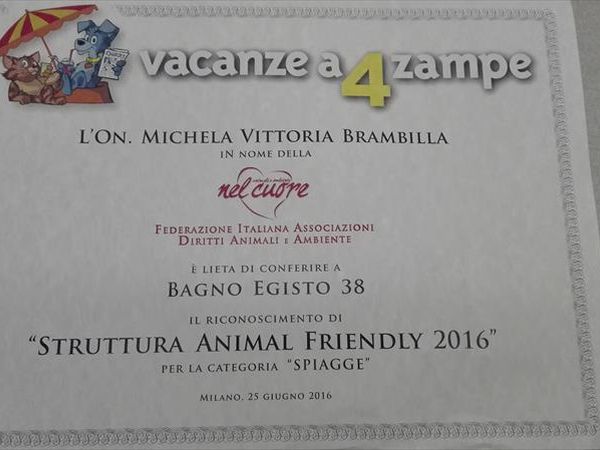 vacanze a 4 zampe
L'On. Michela Vittoria Brambilla
in nome della
nel cuore
Federazione Italiana Associazioni
Diritti Animali e Ambiente
è lieta di conferire a
Bagno Egisto 38
il riconoscimento di
"Struttura Animal Friendly 2016"
per la categoria "Spiagge"
Milano, 25 giugno 2016